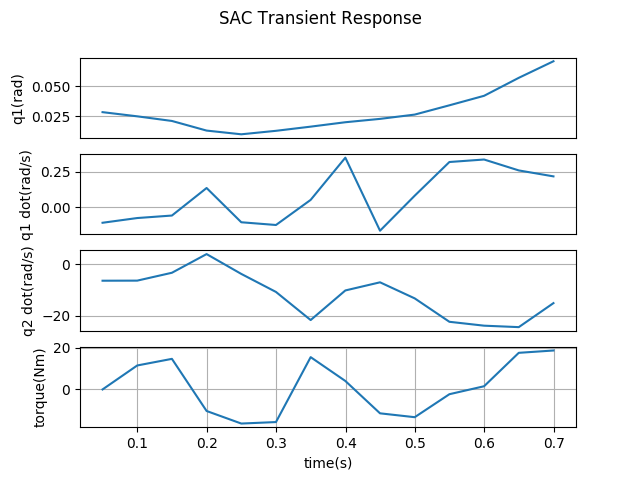 SAC Transient Response
q1(rad)
0.050
0.025
q1 dot(rad/s)
0.25
0.00
q2 dot(rad/s)
0
−20
torque(Nm)
20
0
0.1 0.2 0.3 0.4 0.5 0.6 0.7
time(s)